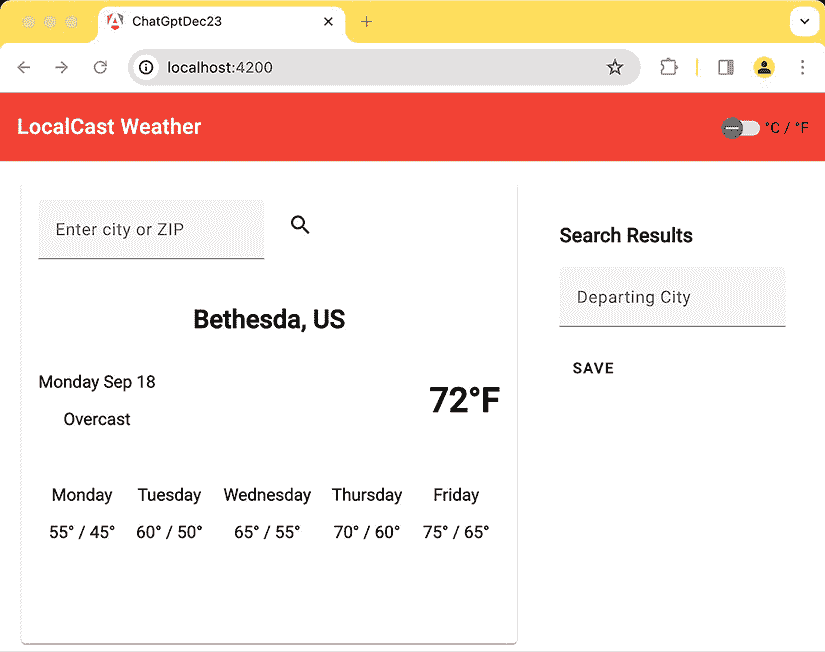 ChatGptDec23
localhost:4200
LocalCast Weather
°C / °F
Enter city or ZIP
Bethesda, US
Monday Sep 18
Overcast
72°F
Monday Tuesday Wednesday Thursday Friday
55° / 45° 60° / 50° 65° / 55° 70° / 60° 75° / 65°
Search Results
Departing City
SAVE